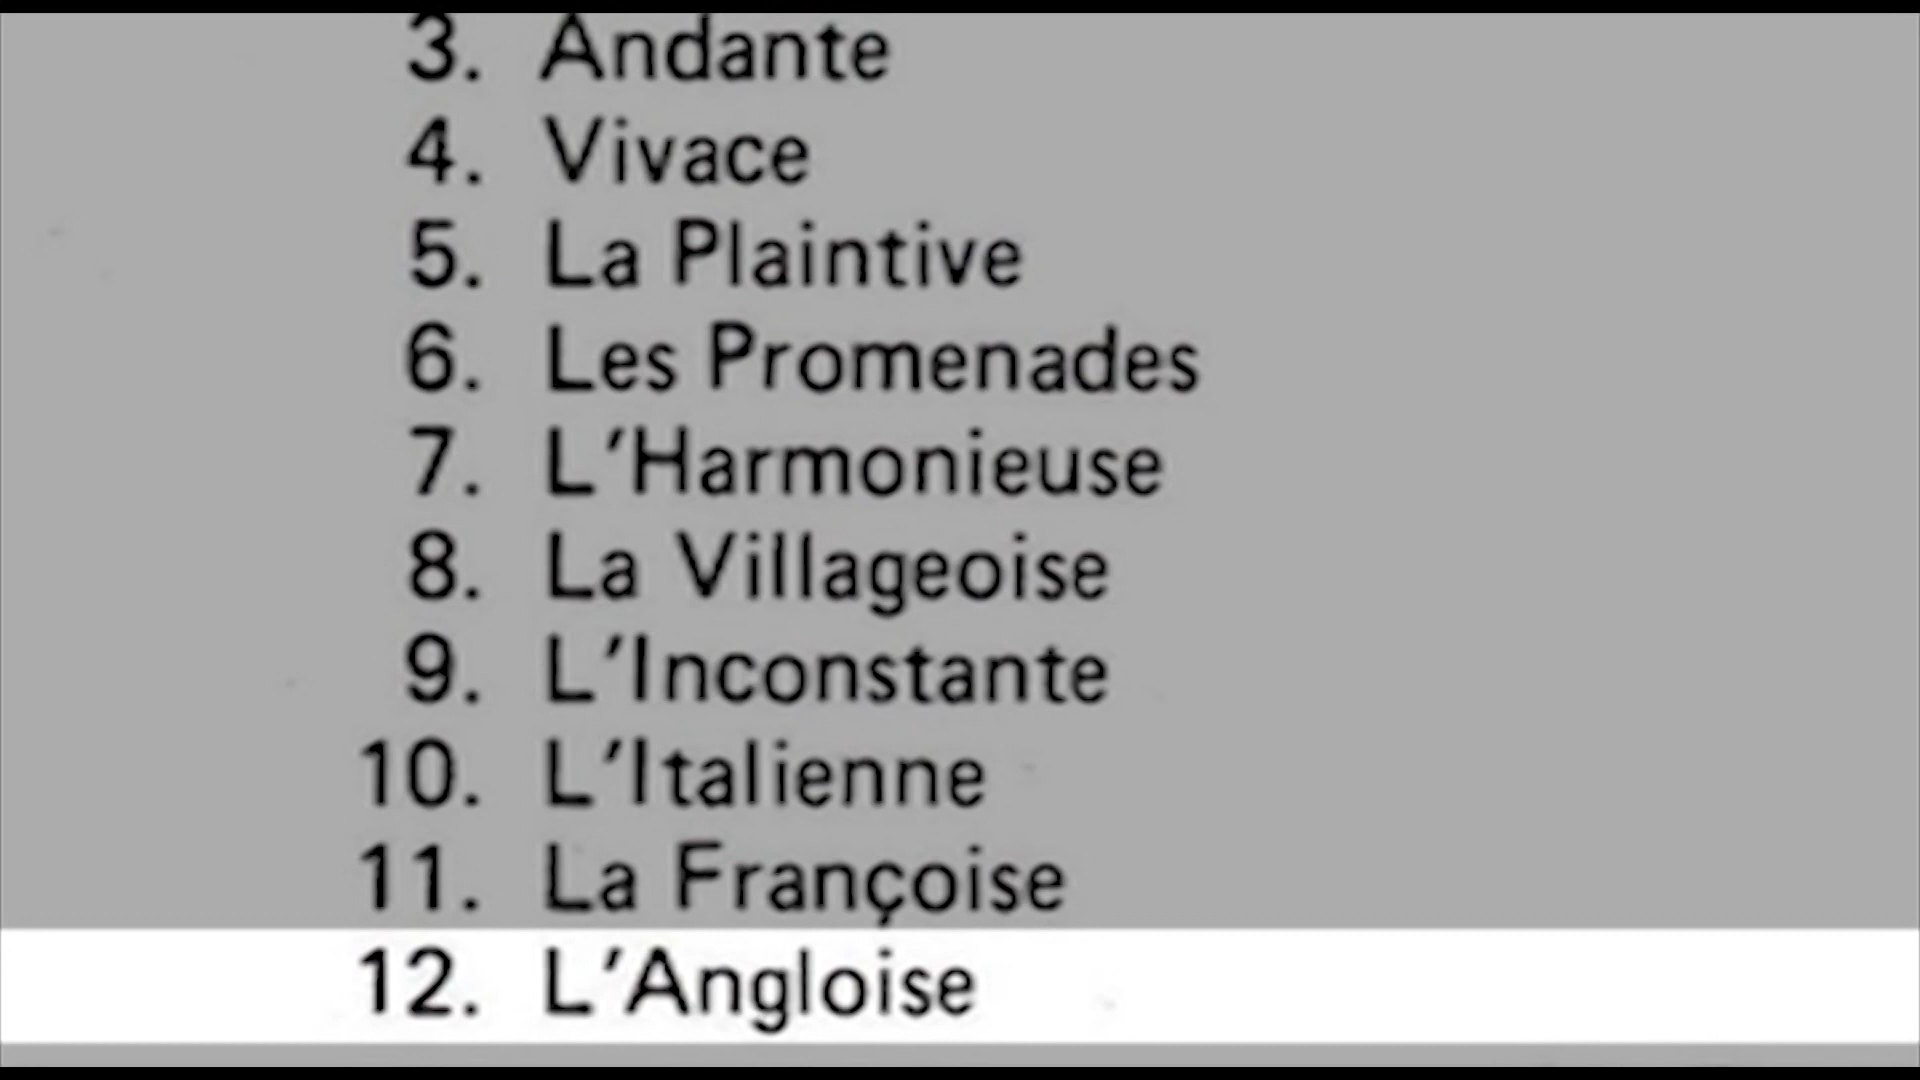 3. Andante
4. Vivace
5. La Plaintive
6. Les Promenades
7. L'Harmonieuse
8. La Villageoise
9. L'Inconstante
10. L'Italienne
11. La Françoise
12. L'Angloise